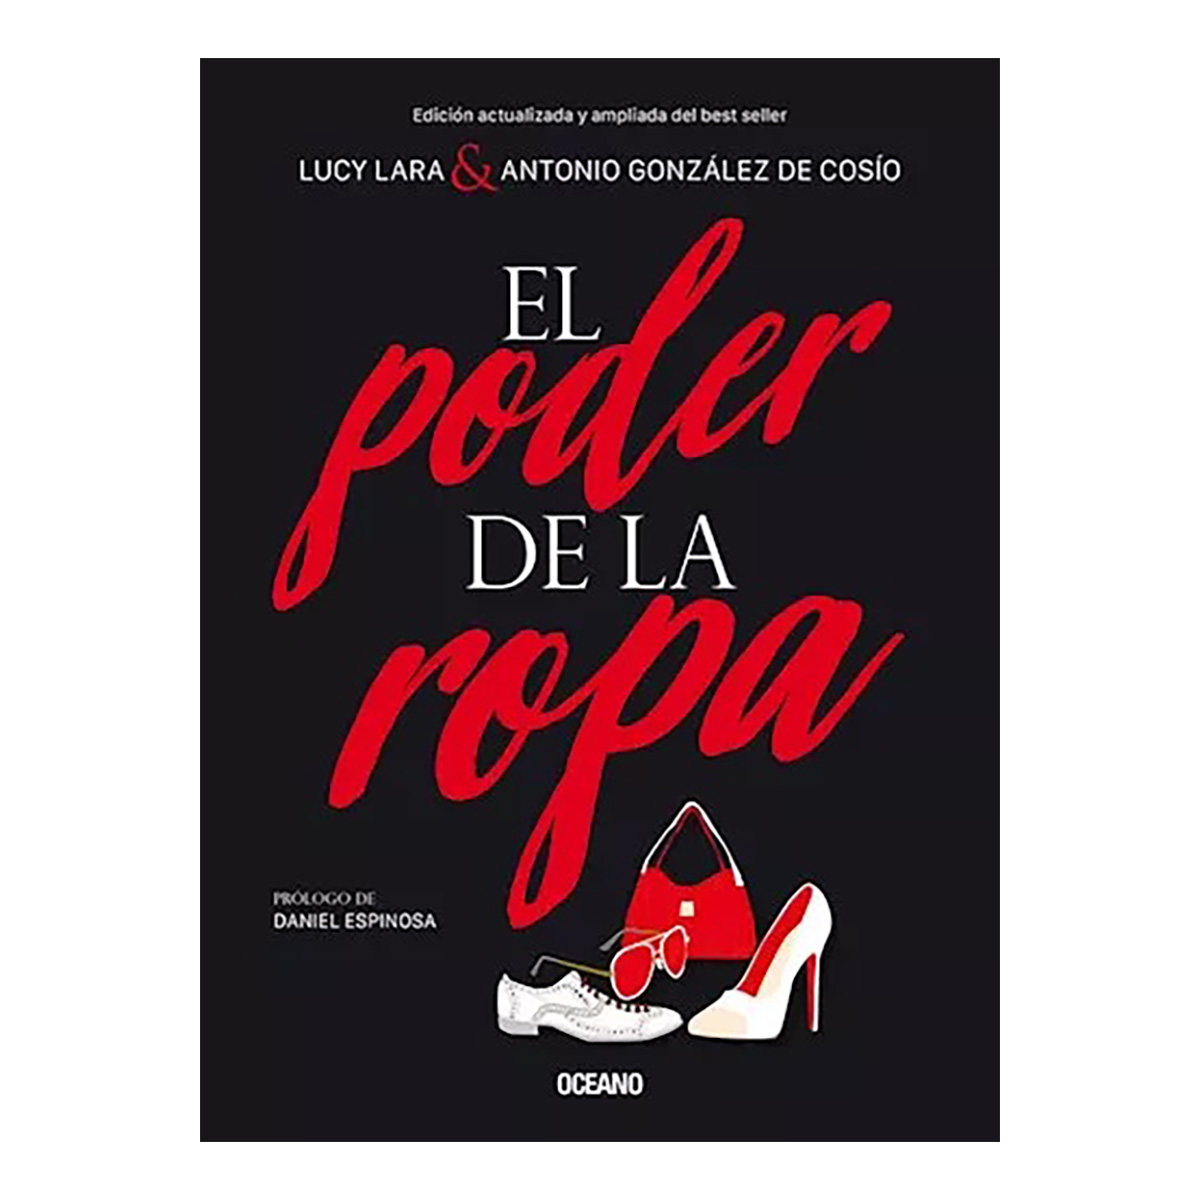 Edición actualizada y ampliada del best seller
LUCY LARA & ANTONIO GONZÁLEZ DE COSÍO
EL
poder
DE LA
ropa
PRÓLOGO DE
DANIEL ESPINOSA
OCEANO